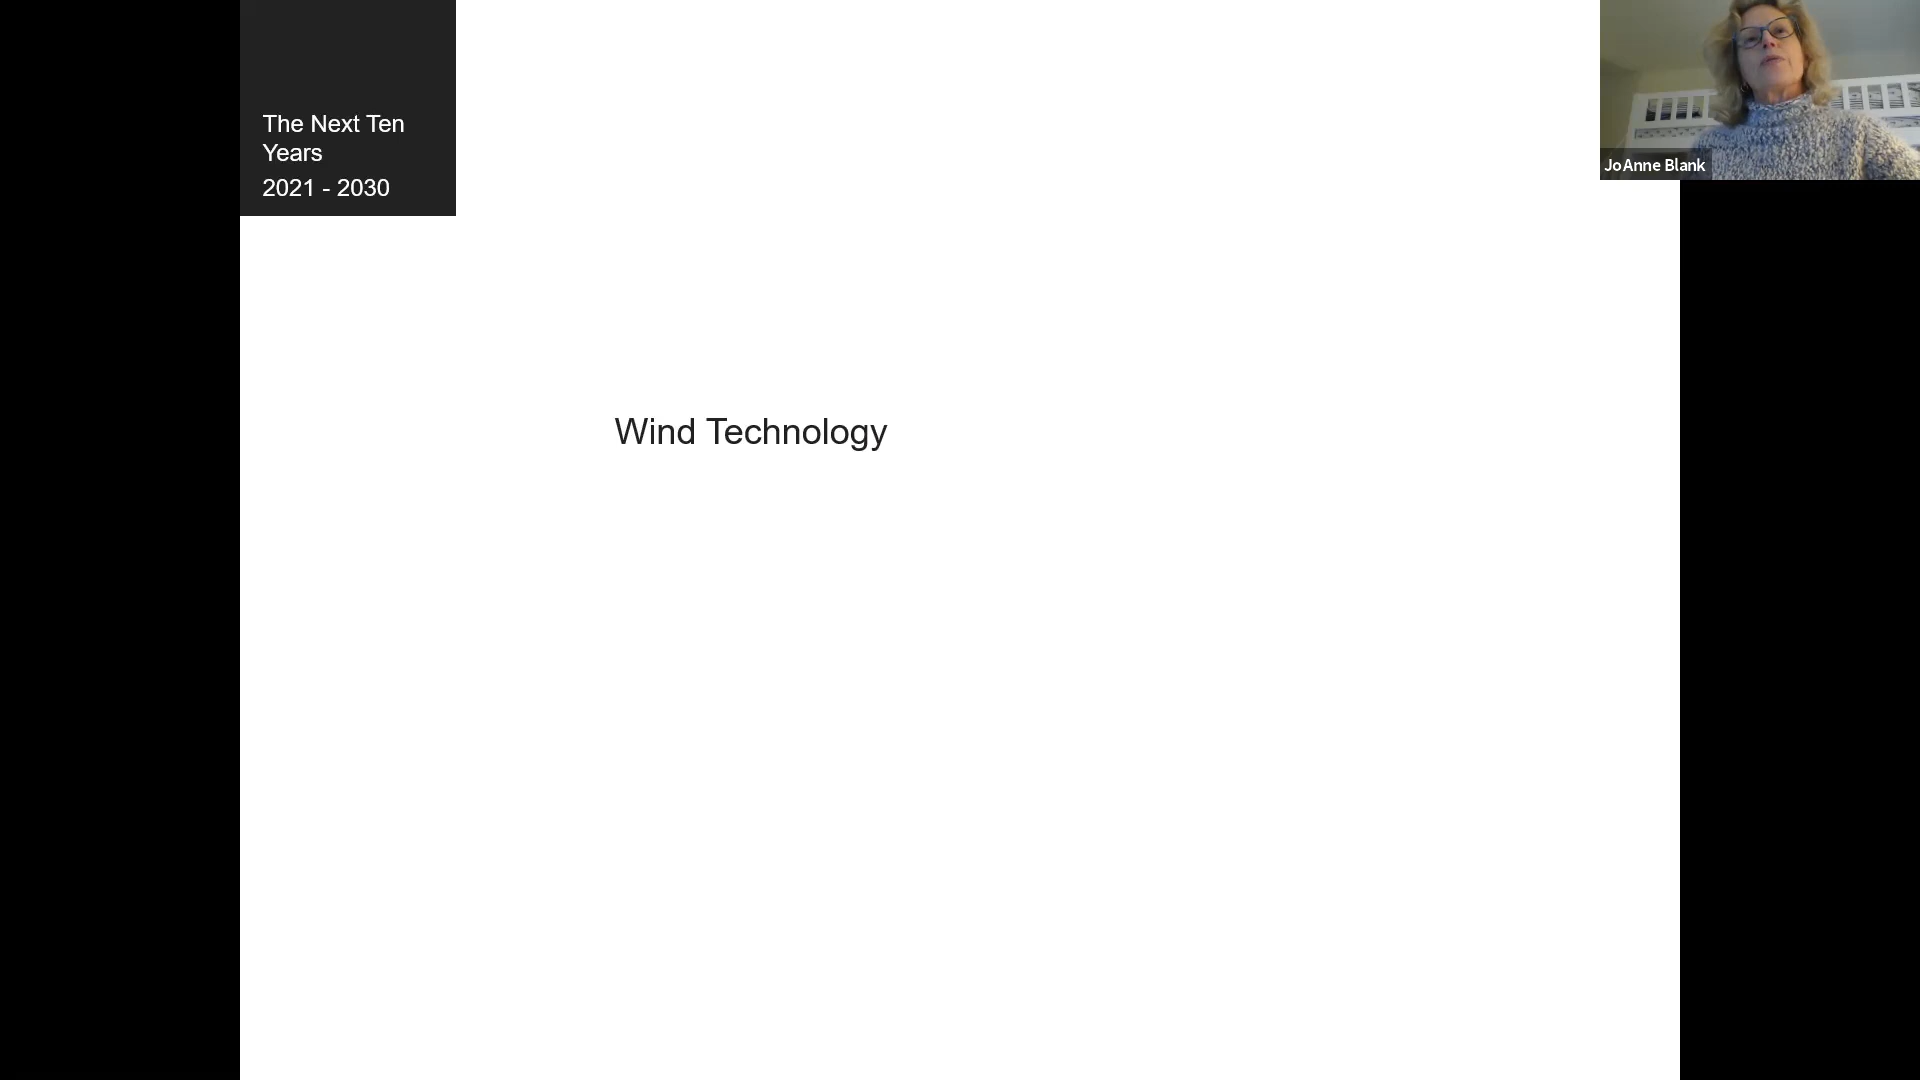 The Next Ten
Years
2021 - 2030
JoAnne Blank
Wind Technology